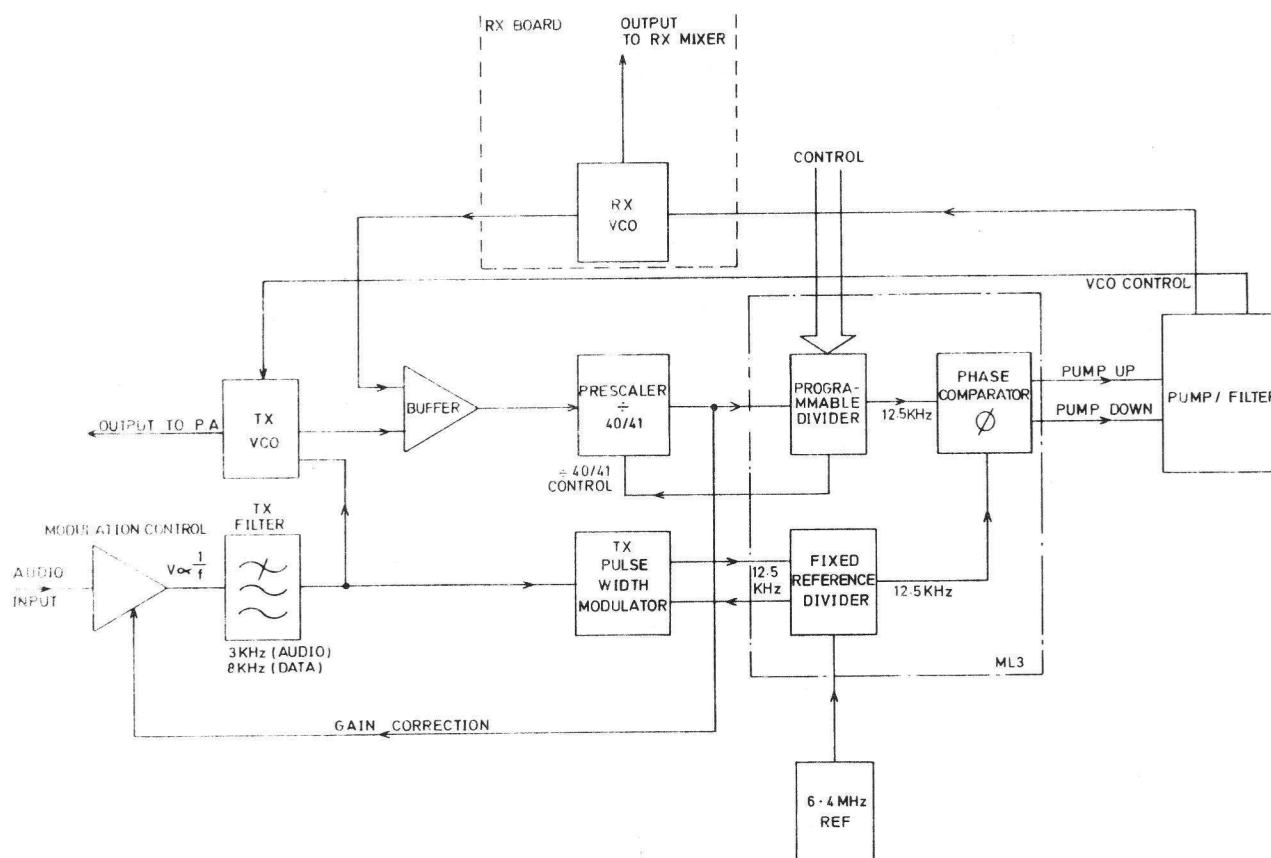 RX BOARD
OUTPUT
TO RX MIXER
CONTROL
RX
VCO
VCO CONTROL
TX
VCO
OUTPUT TO P.A
BUFFER
PRESCALER
÷
40/41
PROGRA-
MMABLE
DIVIDER
12.5KHz
PHASE
COMPARATOR
Ø
PUMP UP
PUMP DOWN
PUMP/ FILTER
÷ 40/41
CONTROL
MODULATION CONTROL
TX
FILTER
V∝1/f
AUDIO
INPUT
3KHz (AUDIO)
8KHz (DATA)
TX
PULSE
WIDTH
MODULATOR
12.5
KHz
FIXED
REFERENCE
DIVIDER
12.5KHz
ML3
GAIN CORRECTION
6.4MHz
REF